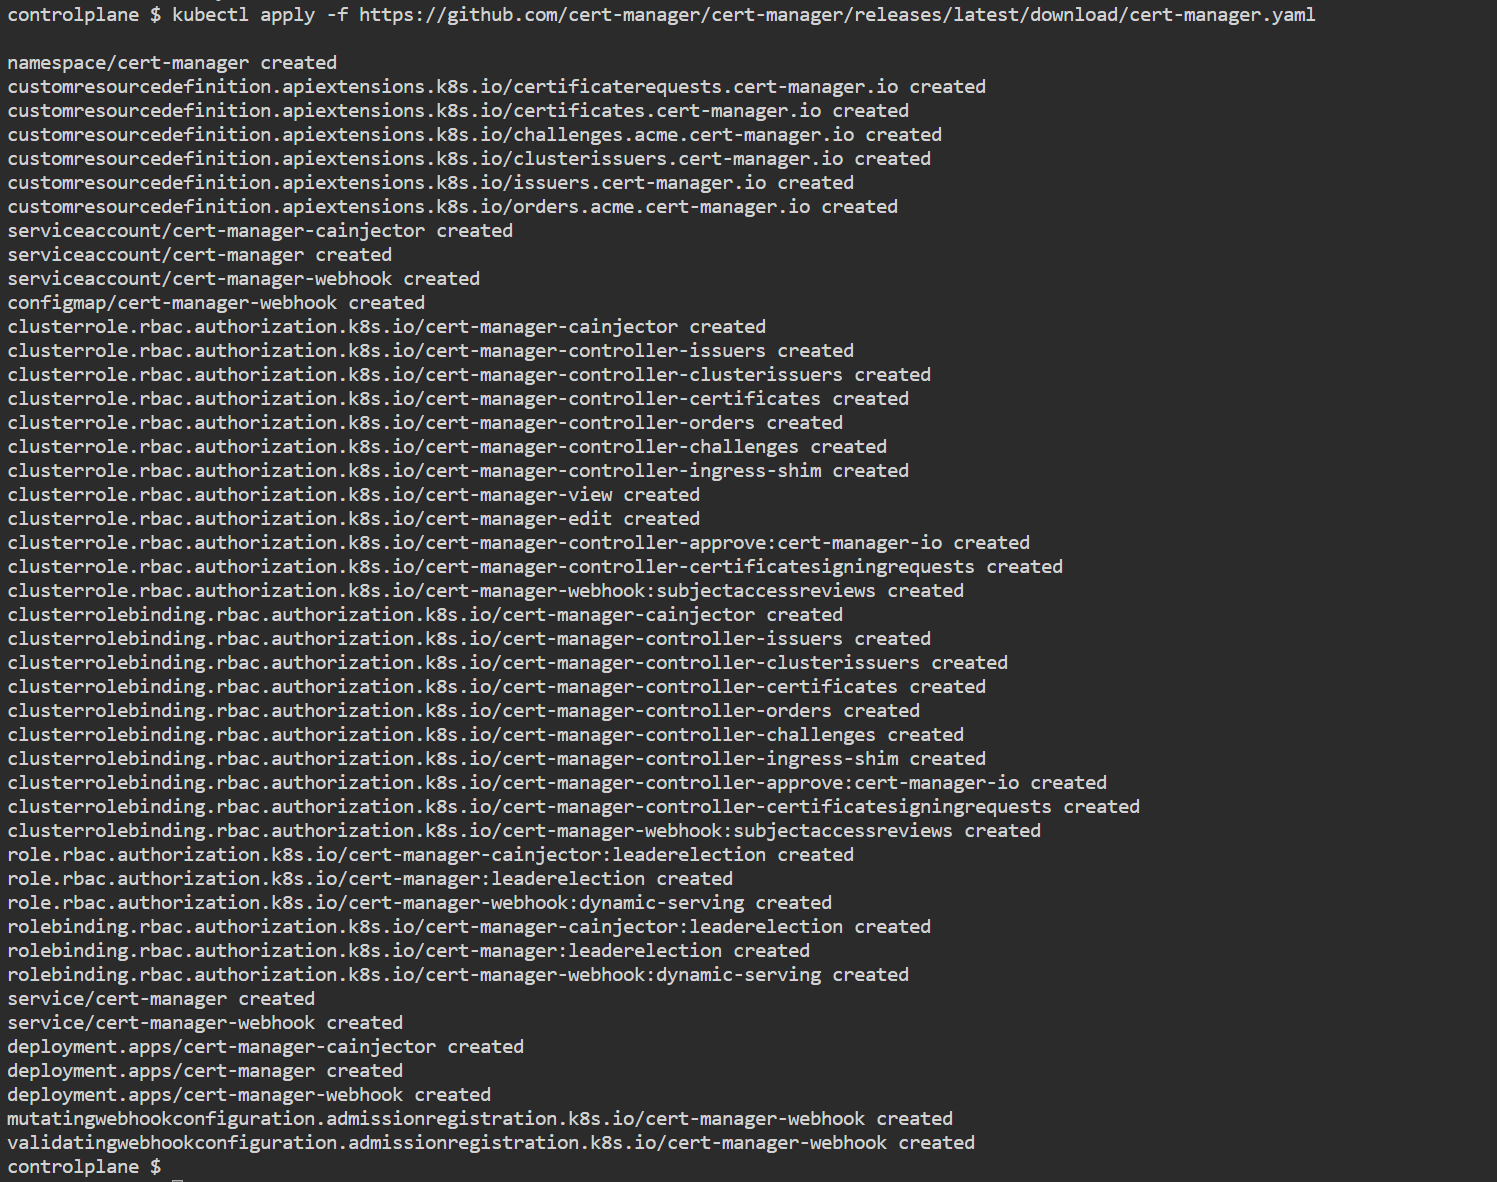 controlplane $ kubectl apply -f https://github.com/cert-manager/cert-manager/releases/latest/download/cert-manager.yaml
namespace/cert-manager created
customresourcedefinition.apiextensions.k8s.io/certificaterequests.cert-manager.io created
customresourcedefinition.apiextensions.k8s.io/certificates.cert-manager.io created
customresourcedefinition.apiextensions.k8s.io/challenges.acme.cert-manager.io created
customresourcedefinition.apiextensions.k8s.io/clusterissuers.cert-manager.io created
customresourcedefinition.apiextensions.k8s.io/issuers.cert-manager.io created
customresourcedefinition.apiextensions.k8s.io/orders.acme.cert-manager.io created
serviceaccount/cert-manager-cainjector created
serviceaccount/cert-manager created
serviceaccount/cert-manager-webhook created
configmap/cert-manager-webhook created
clusterrole.rbac.authorization.k8s.io/cert-manager-cainjector created
clusterrole.rbac.authorization.k8s.io/cert-manager-controller-issuers created
clusterrole.rbac.authorization.k8s.io/cert-manager-controller-clusterissuers created
clusterrole.rbac.authorization.k8s.io/cert-manager-controller-certificates created
clusterrole.rbac.authorization.k8s.io/cert-manager-controller-orders created
clusterrole.rbac.authorization.k8s.io/cert-manager-controller-challenges created
clusterrole.rbac.authorization.k8s.io/cert-manager-controller-ingress-shim created
clusterrole.rbac.authorization.k8s.io/cert-manager-view created
clusterrole.rbac.authorization.k8s.io/cert-manager-edit created
clusterrole.rbac.authorization.k8s.io/cert-manager-controller-approve:cert-manager-io created
clusterrole.rbac.authorization.k8s.io/cert-manager-controller-certificatesigningrequests created
clusterrole.rbac.authorization.k8s.io/cert-manager-webhook:subjectaccessreviews created
clusterrolebinding.rbac.authorization.k8s.io/cert-manager-cainjector created
clusterrolebinding.rbac.authorization.k8s.io/cert-manager-controller-issuers created
clusterrolebinding.rbac.authorization.k8s.io/cert-manager-controller-clusterissuers created
clusterrolebinding.rbac.authorization.k8s.io/cert-manager-controller-certificates created
clusterrolebinding.rbac.authorization.k8s.io/cert-manager-controller-orders created
clusterrolebinding.rbac.authorization.k8s.io/cert-manager-controller-challenges created
clusterrolebinding.rbac.authorization.k8s.io/cert-manager-controller-ingress-shim created
clusterrolebinding.rbac.authorization.k8s.io/cert-manager-controller-approve:cert-manager-io created
clusterrolebinding.rbac.authorization.k8s.io/cert-manager-controller-certificatesigningrequests created
clusterrolebinding.rbac.authorization.k8s.io/cert-manager-webhook:subjectaccessreviews created
role.rbac.authorization.k8s.io/cert-manager-cainjector:leaderelection created
role.rbac.authorization.k8s.io/cert-manager:leaderelection created
role.rbac.authorization.k8s.io/cert-manager-webhook:dynamic-serving created
rolebinding.rbac.authorization.k8s.io/cert-manager-cainjector:leaderelection created
rolebinding.rbac.authorization.k8s.io/cert-manager:leaderelection created
rolebinding.rbac.authorization.k8s.io/cert-manager-webhook:dynamic-serving created
service/cert-manager created
service/cert-manager-webhook created
deployment.apps/cert-manager-cainjector created
deployment.apps/cert-manager created
deployment.apps/cert-manager-webhook created
mutatingwebhookconfiguration.admissionregistration.k8s.io/cert-manager-webhook created
validatingwebhookconfiguration.admissionregistration.k8s.io/cert-manager-webhook created
controlplane $